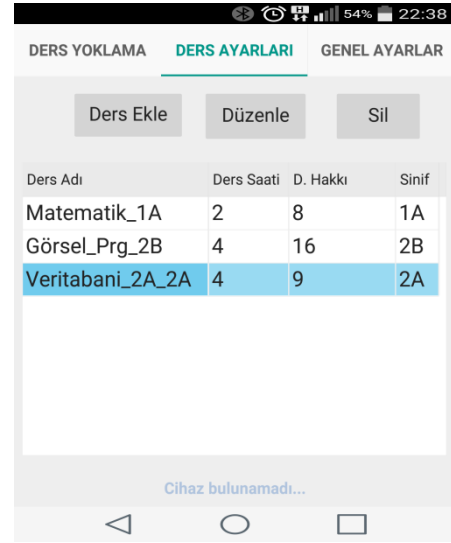 54% 22:38
DERS YOKLAMA DERS AYARLARI GENEL AYARLAR
Ders Ekle Düzenle Sil
Ders Adı Ders Saati D. Hakkı Sinif
Matematik_1A 2 8 1A
Görsel_Prg_2B 4 16 2B
Veritabani_2A_2A 4 9 2A
Cihaz bulunamadı...